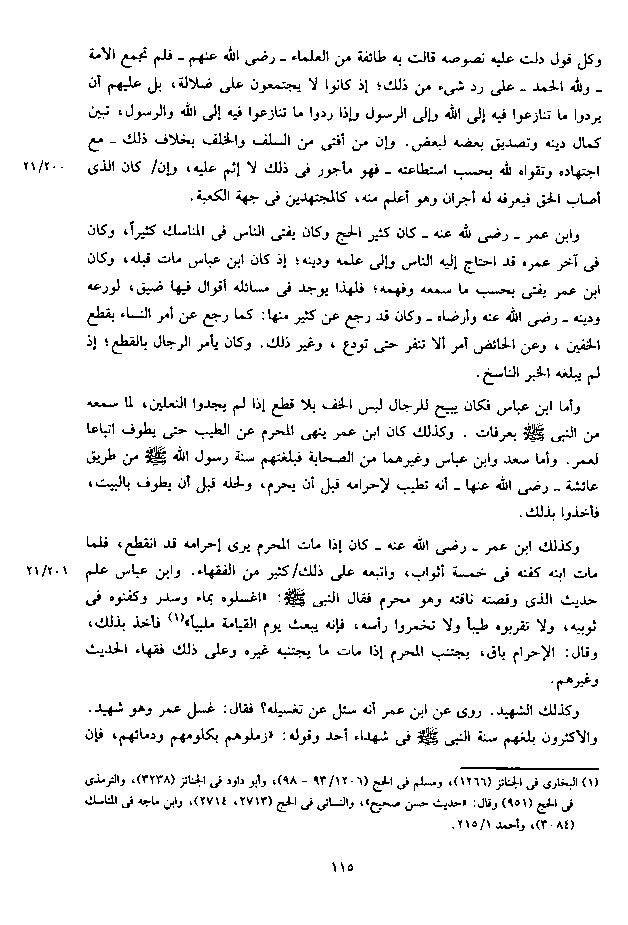 وكل قول دلت عليه نصوصه قالت به طائفة من العلماء ـ رضى الله عنهم ـ فلم تجمع الأمة
ـ ولله الحمد ـ على رد شىء من ذلك؛ إذ كانوا لا يجتمعون على ضلالة، بل عليهم أن
يردوا ما تنازعوا فيه إلى الله وإلى الرسول وإذا ردوا ما تنازعوا فيه إلى الله والرسول، تبين
كمال دينه وتصديق بعضه لبعض. وإن من أفتى من السلف والخلف بخلاف ذلك ـ مع
٢١/٢٠٠ اجتهاده وتقواه لله بحسب استطاعته ـ فهو مأجور فى ذلك لا إثم عليه، وإن/ كان الذى
أصاب الحق فيعرفه له أجران وهو أعلم منه، كالمجتهدين فى جهة الكعبة.
وابن عمر ـ رضى لله عنه ـ كان كثير الحج وكان يفتى الناس فى المناسك كثيراً، وكان
فى آخر عمره قد احتاج إليه الناس وإلى علمه ودينه؛ إذ كان ابن عباس مات قبله، وكان
ابن عمر يفتى بحسب ما سمعه وفهمه؛ فلهذا يوجد فى مسائله أقوال فيها ضيق، لورعه
ودينه ـ رضى الله عنه وأرضاه ـ وكان قد رجع عن كثير منها: كما رجع عن أمر النساء بقطع
الخفين ، وعن الحائض أمر ألا تنفر حتى تودع ، وغير ذلك. وكان يأمر الرجال بالقطع؛ إذ
لم يبلغه الخبر الناسخ.
وأما ابن عباس فكان يبيح للرجال لبس الخف بلا قطع إذا لم يجدوا النعلين، لما سمعه
من النبى ﷺ بعرفات . وكذلك كان ابن عمر ينهى المحرم عن الطيب حتى يطوف اتباعا
لعمر. وأما سعد وابن عباس وغيرهما من الصحابة فبلغتهم سنة رسول الله ﷺ من طريق
عائشة ـ رضى الله عنها ـ أنه تطيب لإحرامه قبل أن يحرم، ولحله قبل أن يطوف بالبيت،
فأخذوا بذلك.
وكذلك ابن عمر ـ رضى الله عنه ـ كان إذا مات المحرم يرى إحرامه قد انقطع، فلما
٢١/٢٠١ مات ابنه كفنه فى خمسة أثواب، واتبعه على ذلك/كثير من الفقهاء. وابن عباس علم
حديث الذى وقصته ناقته وهو محرم فقال النبى ﷺ: «اغسلوه بماء وسدر وكفنوه فى
ثوبيه، ولا تقربوه طيباً ولا تخمروا رأسه، فإنه يبعث يوم القيامة ملبياً»(١) فأخذ بذلك،
وقال: الإحرام باق، يجتنب المحرم إذا مات ما يجتنبه غيره وعلى ذلك فقهاء الحديث
وغيرهم.
وكذلك الشهيد. روى عن ابن عمر أنه سئل عن تغسيله؟ فقال: غسل عمر وهو شهيد.
والأكثرون بلغهم سنة النبى ﷺ فى شهداء أحد وقوله: «زملوهم بكلومهم ودمائهم، فإن
(١) البخارى فى الجنائز (١٢٦٦)، ومسلم فى الحج (٩٣/١٢٠٦ - ٩٨)، وأبو داود فى الجنائز (٣٢٣٨)، والترمذى
فى الحج (٩٥١) وقال: «حديث حسن صحيح»، والنسائى فى الحج (٢٧١٣، ٢٧١٤)، وابن ماجه فى المناسك
(٣٠٨٤)، وأحمد ٢١٥/١.
١١٥